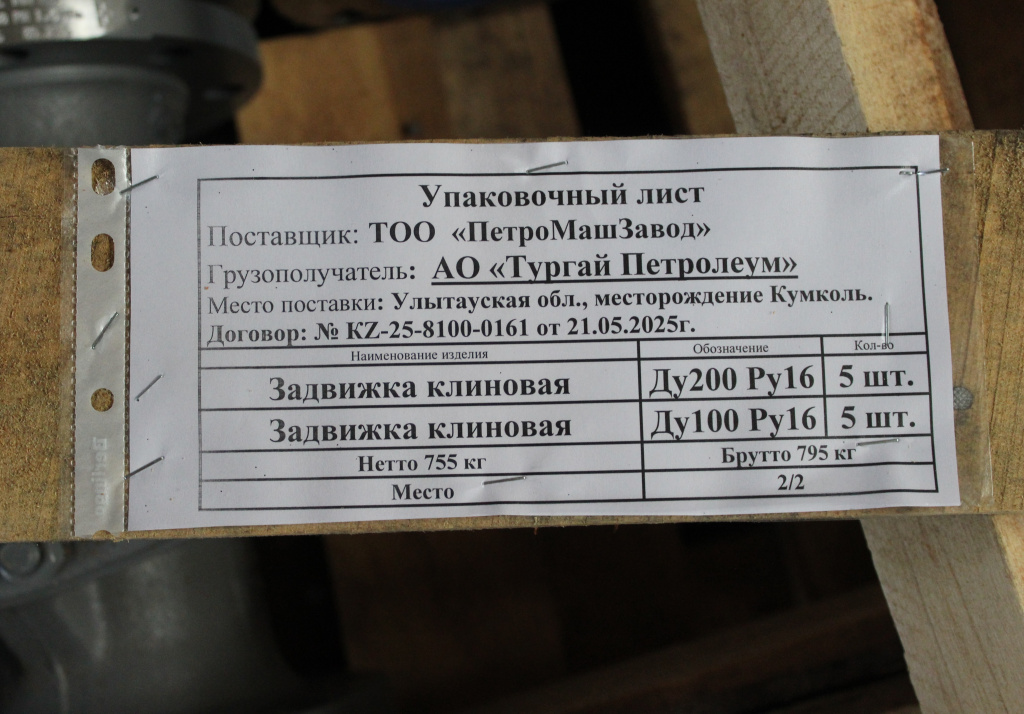 Упаковочный лист
Поставщик: ТОО «ПетроМашЗавод»
Грузополучатель: АО «Тургай Петролеум»
Место поставки: Улытауская обл., месторождение Кумколь.
Договор: № KZ-25-8100-0161 от 21.05.2025г.
Наименование изделия Обозначение Кол-во
Задвижка клиновая Ду200 Ру16 5 шт.
Задвижка клиновая Ду100 Ру16 5 шт.
Нетто 755 кг Брутто 795 кг
Место 2/2